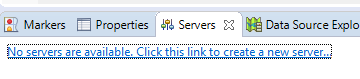 Markers Properties Servers Data Source Explo
No servers are available. Click this link to create a new server...